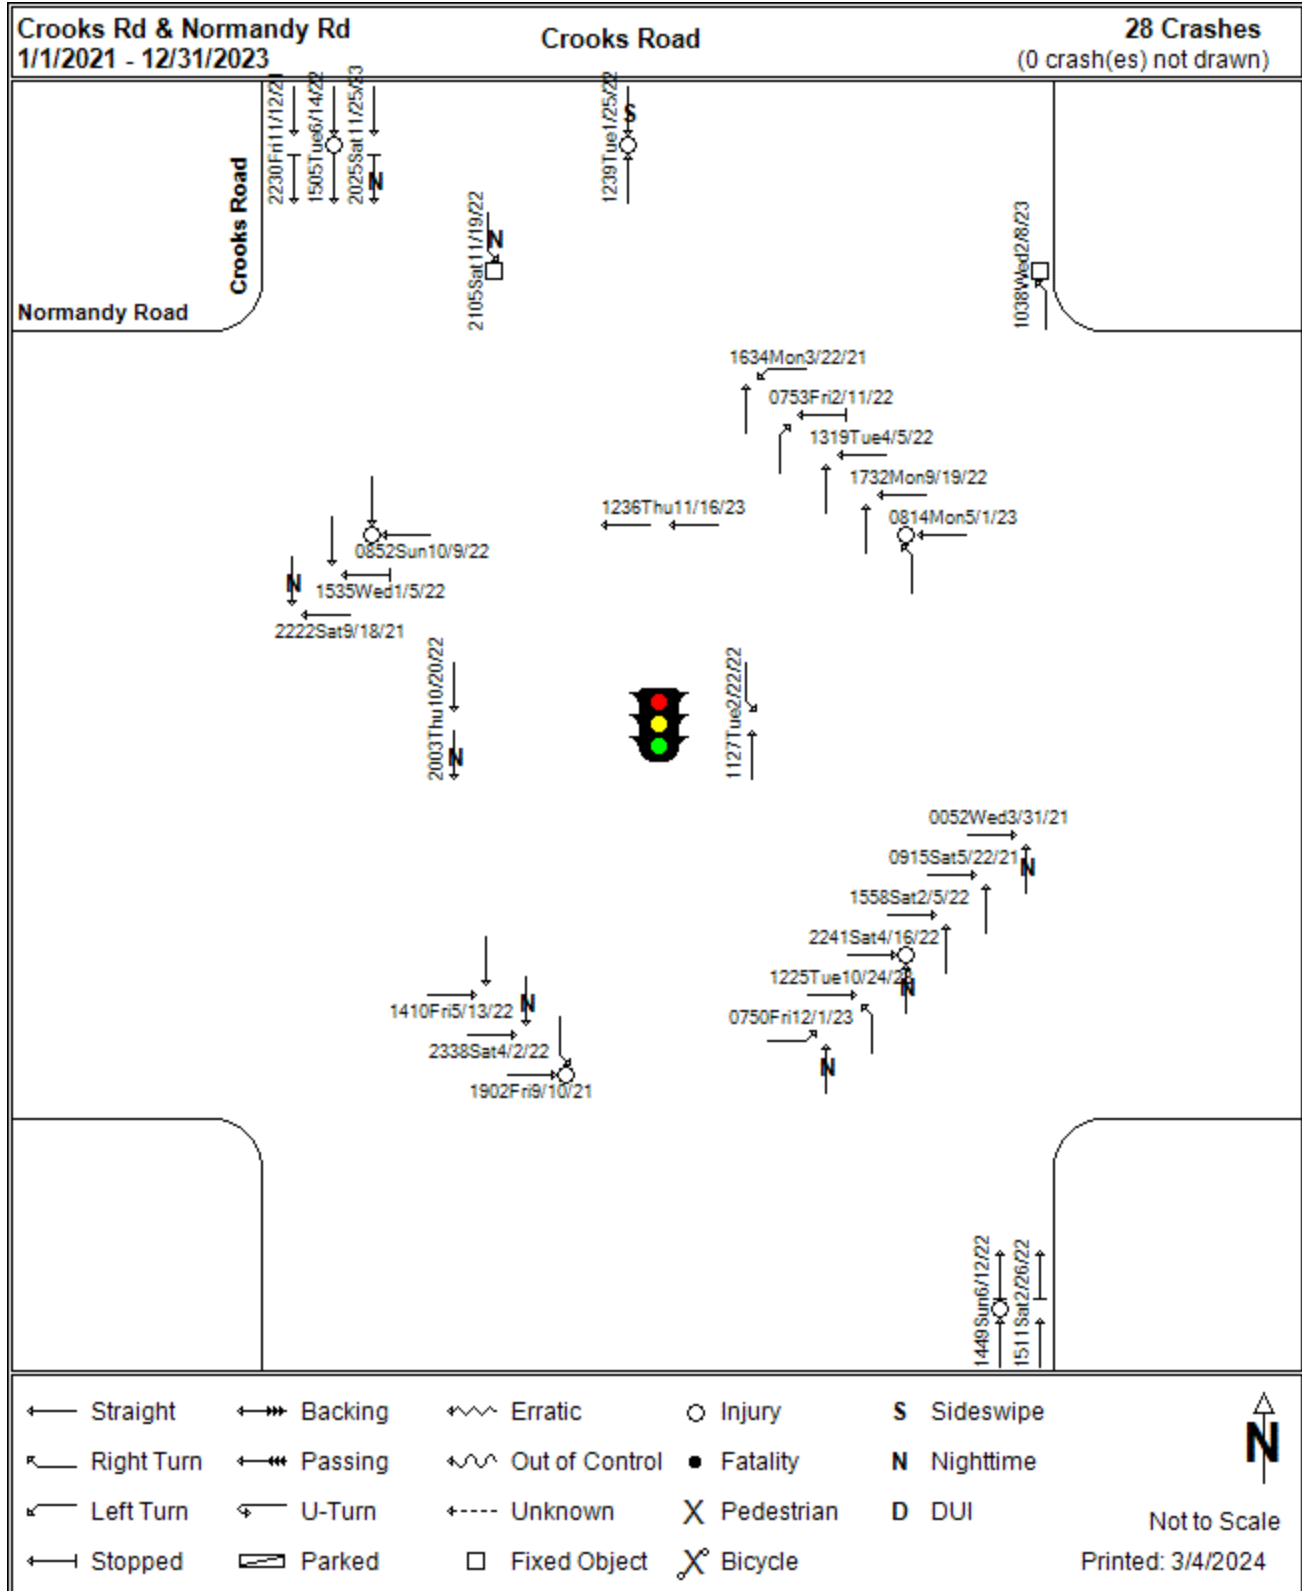 Crooks Rd & Normandy Rd
1/1/2021 - 12/31/2023
Crooks Road
28 Crashes
(0 crash(es) not drawn)
2230Fri11/12/21
1505Tue6/14/22
2025Sat11/25/23
N
1239Tue1/25/22
S
Crooks Road
2105Sat11/19/22
N
1038Wed2/8/23
Normandy Road
1634Mon3/22/21
0753Fri2/11/22
1319Tue4/5/22
1732Mon9/19/22
1236Thu11/16/23
0814Mon5/1/23
0852Sun10/9/22
N
1535Wed1/5/22
2222Sat9/18/21
2003Thu10/20/22
N
1127Tue2/22/22
0052Wed3/31/21
0915Sat5/22/21
N
1558Sat2/5/22
2241Sat4/16/22
1225Tue10/24/23
N
1410Fri5/13/22
N
0750Fri12/1/23
2338Sat4/2/22
N
1902Fri9/10/21
1449Sun6/12/22
1511Sat2/26/22
Straight
Backing
Erratic
Injury
S Sideswipe
Right Turn
Passing
Out of Control
Fatality
N Nighttime
N
Left Turn
U-Turn
Unknown
Pedestrian
D DUI
Not to Scale
Stopped
Parked
Fixed Object
Bicycle
Printed: 3/4/2024